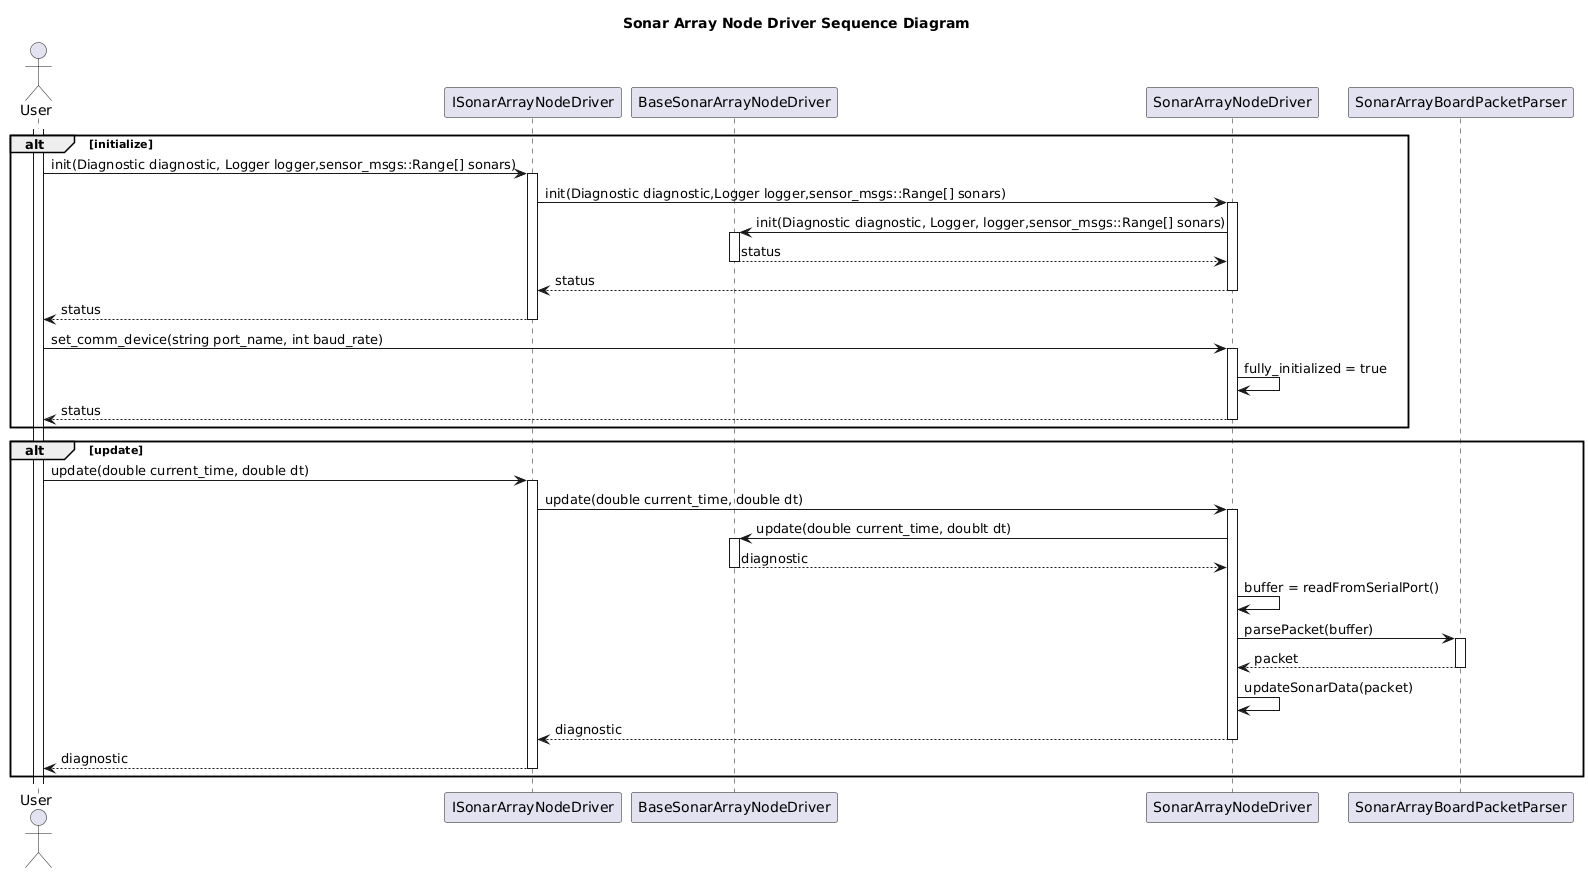 Sonar Array Node Driver Sequence Diagram
User
ISonarArrayNodeDriver
BaseSonarArrayNodeDriver
SonarArrayNodeDriver
SonarArrayBoardPacketParser
alt
[initialize]
init(Diagnostic diagnostic, Logger logger,sensor_msgs::Range[] sonars)
init(Diagnostic diagnostic,Logger logger,sensor_msgs::Range[] sonars)
init(Diagnostic diagnostic, Logger, logger,sensor_msgs::Range[] sonars)
status
status
status
set_comm_device(string port_name, int baud_rate)
fully_initialized = true
status
alt
[update]
update(double current_time, double dt)
update(double current_time, double dt)
update(double current_time, doublt dt)
diagnostic
buffer = readFromSerialPort()
parsePacket(buffer)
packet
updateSonarData(packet)
diagnostic
diagnostic
User
ISonarArrayNodeDriver
BaseSonarArrayNodeDriver
SonarArrayNodeDriver
SonarArrayBoardPacketParser